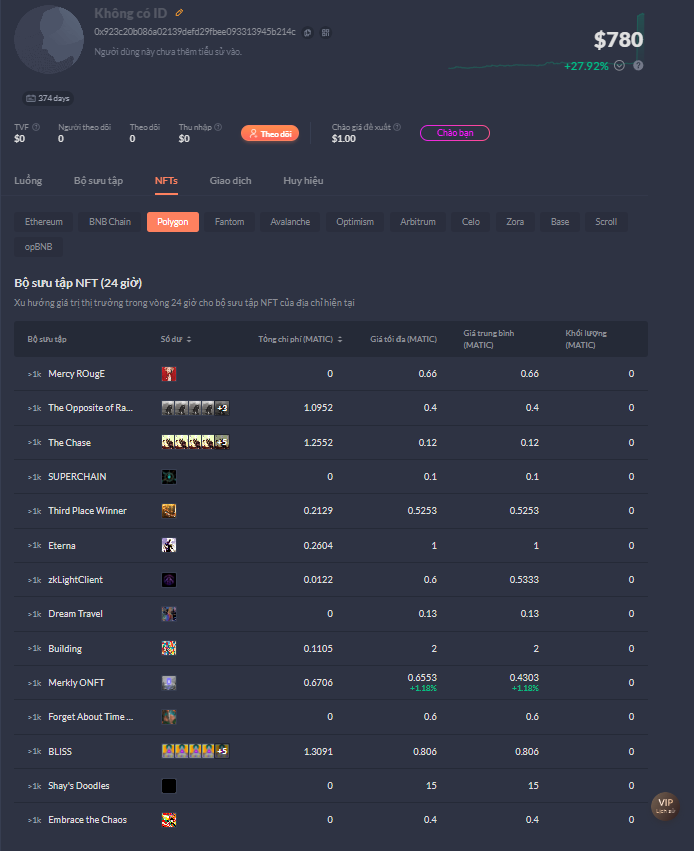 Không có ID
0x923c20b086a02139defd29fbee093313945b214c
Người dùng này chưa thêm tiểu sử vào.
$780
+27.92%
374 days
TVF Người theo dõi Theo dõi Thu nhập Theo dõi Chào giá đề xuất Chào bạn
$0 0 0 $0 $1.00
Luồng Bộ sưu tập NFTs Giao dịch Huy hiệu
Ethereum BNB Chain Polygon Fantom Avalanche Optimism Arbitrum Celo Zora Base Scroll
opBNB
Bộ sưu tập NFT (24 giờ)
Xu hướng giá trị thị trường trong vòng 24 giờ cho bộ sưu tập NFT của địa chỉ hiện tại
Bộ sưu tập Số dư Tổng chi phí (MATIC) Giá tối đa (MATIC) Giá trung bình (MATIC) Khối lượng (MATIC)
>1k Mercy ROugE 0 0.66 0.66 0
>1k The Opposite of Ra... +3 1.0952 0.4 0.4 0
>1k The Chase +5 1.2552 0.12 0.12 0
>1k SUPERCHAIN 0 0.1 0.1 0
>1k Third Place Winner 0.2129 0.5253 0.5253 0
>1k Eterna 0.2604 1 1 0
>1k zkLightClient 0.0122 0.6 0.5333 0
>1k Dream Travel 0 0.13 0.13 0
>1k Building 0.1105 2 2 0
>1k Merkly ONFT 0.6706 0.6553 0.4303 0
+1.18% +1.18%
>1k Forget About Time ... 0 0.6 0.6 0
>1k BLISS +5 1.3091 0.806 0.806 0
>1k Shay's Doodles 0 15 15 0
>1k Embrace the Chaos 0 0.4 0.4 0
VIP
Lịch sử